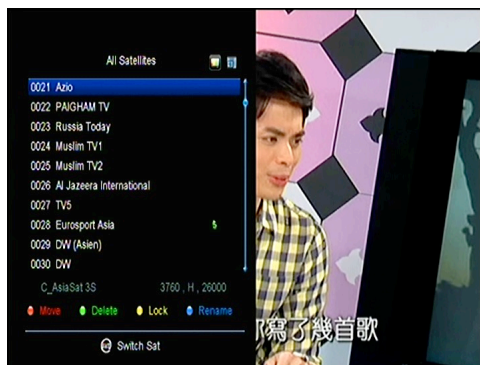 All Satellites
0021 Azio
0022 PAIGHAM TV
0023 Russia Today
0024 Muslim TV1
0025 Muslim TV2
0026 Al Jazeera International
0027 TV5
0028 Eurosport Asia $
0029 DW (Asien)
0030 DW
C_AsiaSat 3S 3760 , H , 26000
Move Delete Lock Rename
Switch Sat
寫了幾首歌